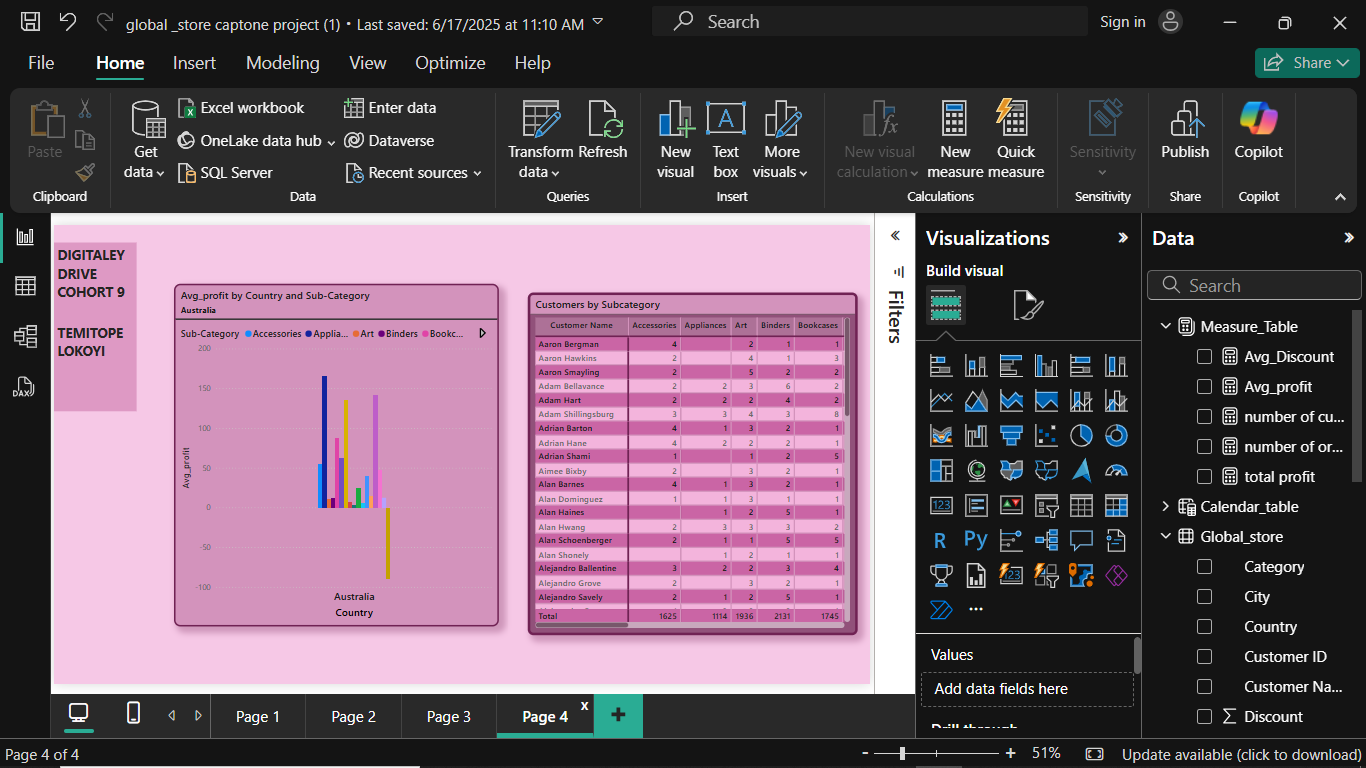 global _store captone project (1) • Last saved: 6/17/2025 at 11:10 AM
Search
Sign in
File Home Insert Modeling View Optimize Help
Share
Paste
Clipboard
Get data
Excel workbook
OneLake data hub
SQL Server
Enter data
Dataverse
Recent sources
Data
Transform data
Refresh
Queries
New visual
Text box
More visuals
Insert
New visual calculation
New measure
Quick measure
Calculations
Sensitivity
Sensitivity
Publish
Share
Copilot
Copilot
DIGITALEY
DRIVE
COHORT 9
TEMITOPE
LOKOYI
Avg_profit by Country and Sub-Category
Australia
Sub-Category Accessories Applia... Art Binders Bookc...
200
150
100
50
0
-50
-100
Avg_profit
Australia
Country
Customers by Subcategory
Customer Name Accessories Appliances Art Binders Bookcases
Aaron Bergman 4 2 1 1
Aaron Hawkins 2 4 1 3
Aaron Smayling 2 5 2 2
Adam Bellavance 2 2 3 6 2
Adam Hart 2 2 2 4 2
Adam Shillingsburg 3 3 4 3 8
Adrian Barton 4 1 3 2 1
Adrian Hane 4 2 2 2 1
Adrian Shami 1 1 2 5
Aimee Bixby 2 3 2 1
Alan Barnes 4 1 3 2 1
Alan Dominguez 1 1 3 1 1
Alan Haines 1 2 5 1
Alan Hwang 2 3 3 3 2
Alan Schoenberger 2 1 1 5 5
Alan Shonely 1 2 1 1
Alejandro Ballentine 3 2 2 3 4
Alejandro Grove 2 3 2 1
Alejandro Savely 2 1 2 5 1
Total 1625 1114 1936 2131 1745
Filters
Visualizations
Build visual
R Py
123
Values
Add data fields here
Drill through
Data
Search
Measure_Table
Avg_Discount
Avg_profit
number of cu...
number of or...
total profit
Calendar_table
Global_store
Category
City
Country
Customer ID
Customer Na...
Discount
DAX
Page 1 Page 2 Page 3 Page 4 x +
Page 4 of 4
- + 51%
Update available (click to download)